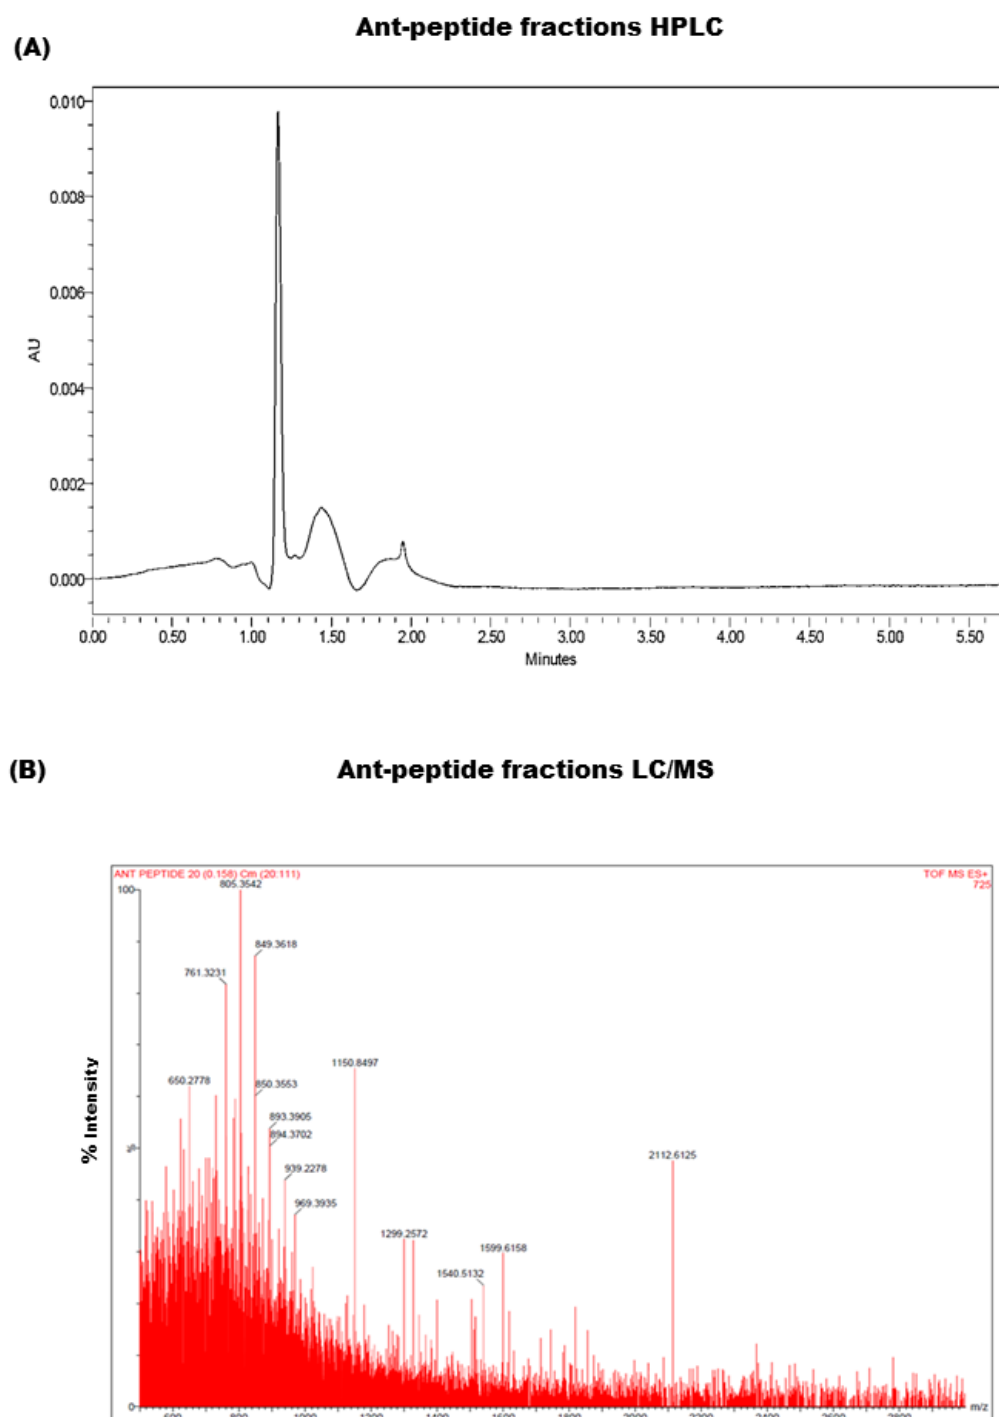 Ant-peptide fractions HPLC
(A)
0.010
0.008
0.006
AU
0.004
0.002
0.000
0.00 0.50 1.00 1.50 2.00 2.50 3.00 3.50 4.00 4.50 5.00 5.50
Minutes
(B)
Ant-peptide fractions LC/MS
ANT PEPTIDE 20 (0.158) Cm (20:111)
TOF MS ES+
725
805.3542
100
849.3618
761.3231
1150.8497
650.2778
850.3553
893.3905
894.3702
% Intensity
%
2112.6125
939.2278
969.3935
1299.2572
1599.6158
1540.5132
0
m/z